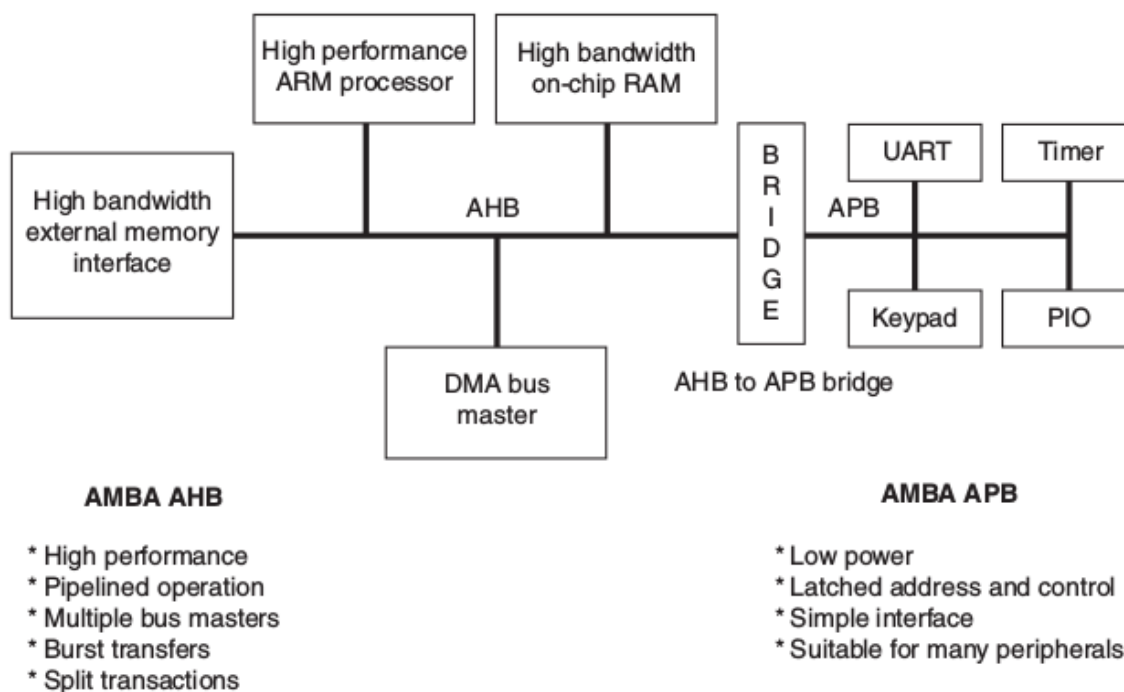 High performance
ARM processor
High bandwidth
on-chip RAM
High bandwidth
external memory
interface
AHB
B
R
I
D
G
E
APB
UART
Timer
Keypad
PIO
DMA bus
master
AHB to APB bridge
AMBA AHB
* High performance
* Pipelined operation
* Multiple bus masters
* Burst transfers
* Split transactions
AMBA APB
* Low power
* Latched address and control
* Simple interface
* Suitable for many peripherals